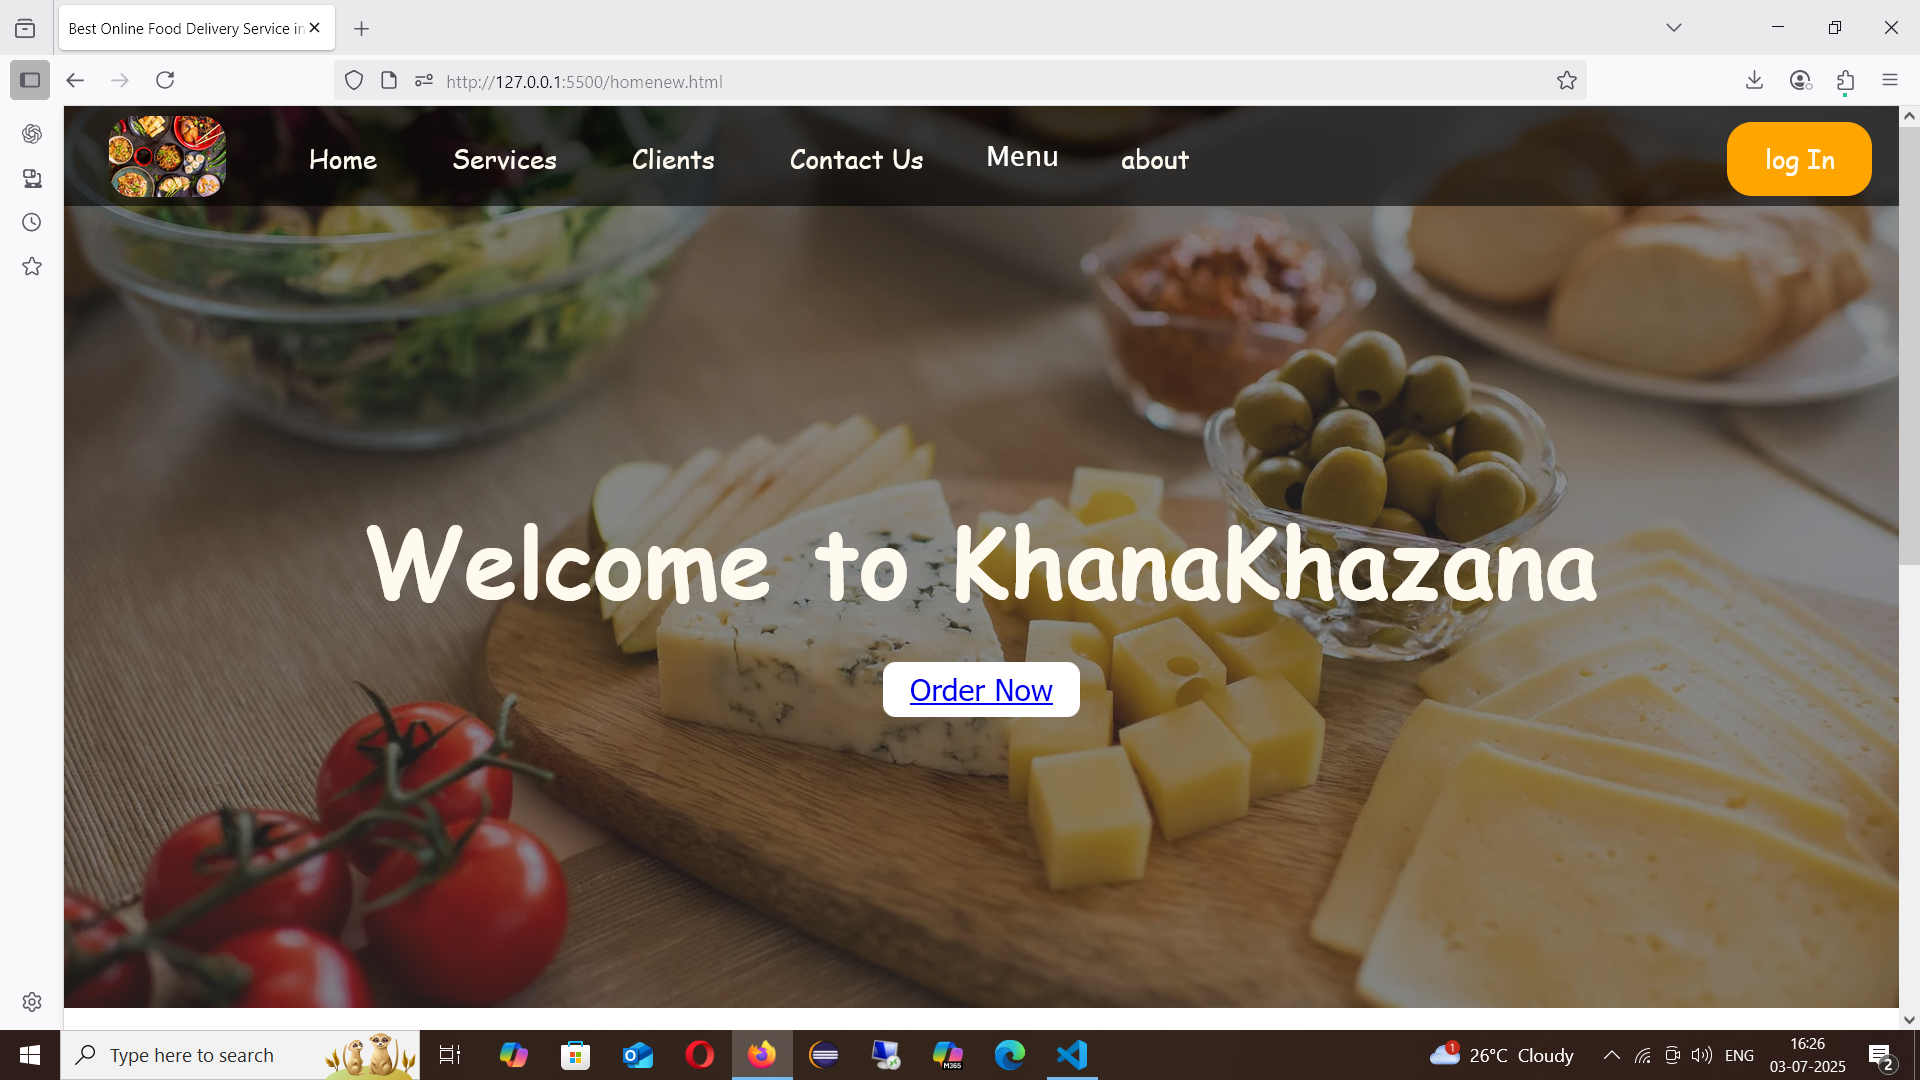 Best Online Food Delivery Service in
http://127.0.0.1:5500/homenew.html
Home Services Clients Contact Us Menu about log In
Welcome to KhanaKhazana
Order Now
Type here to search
M365
1
26°C Cloudy
ENG
16:26
03-07-2025
2